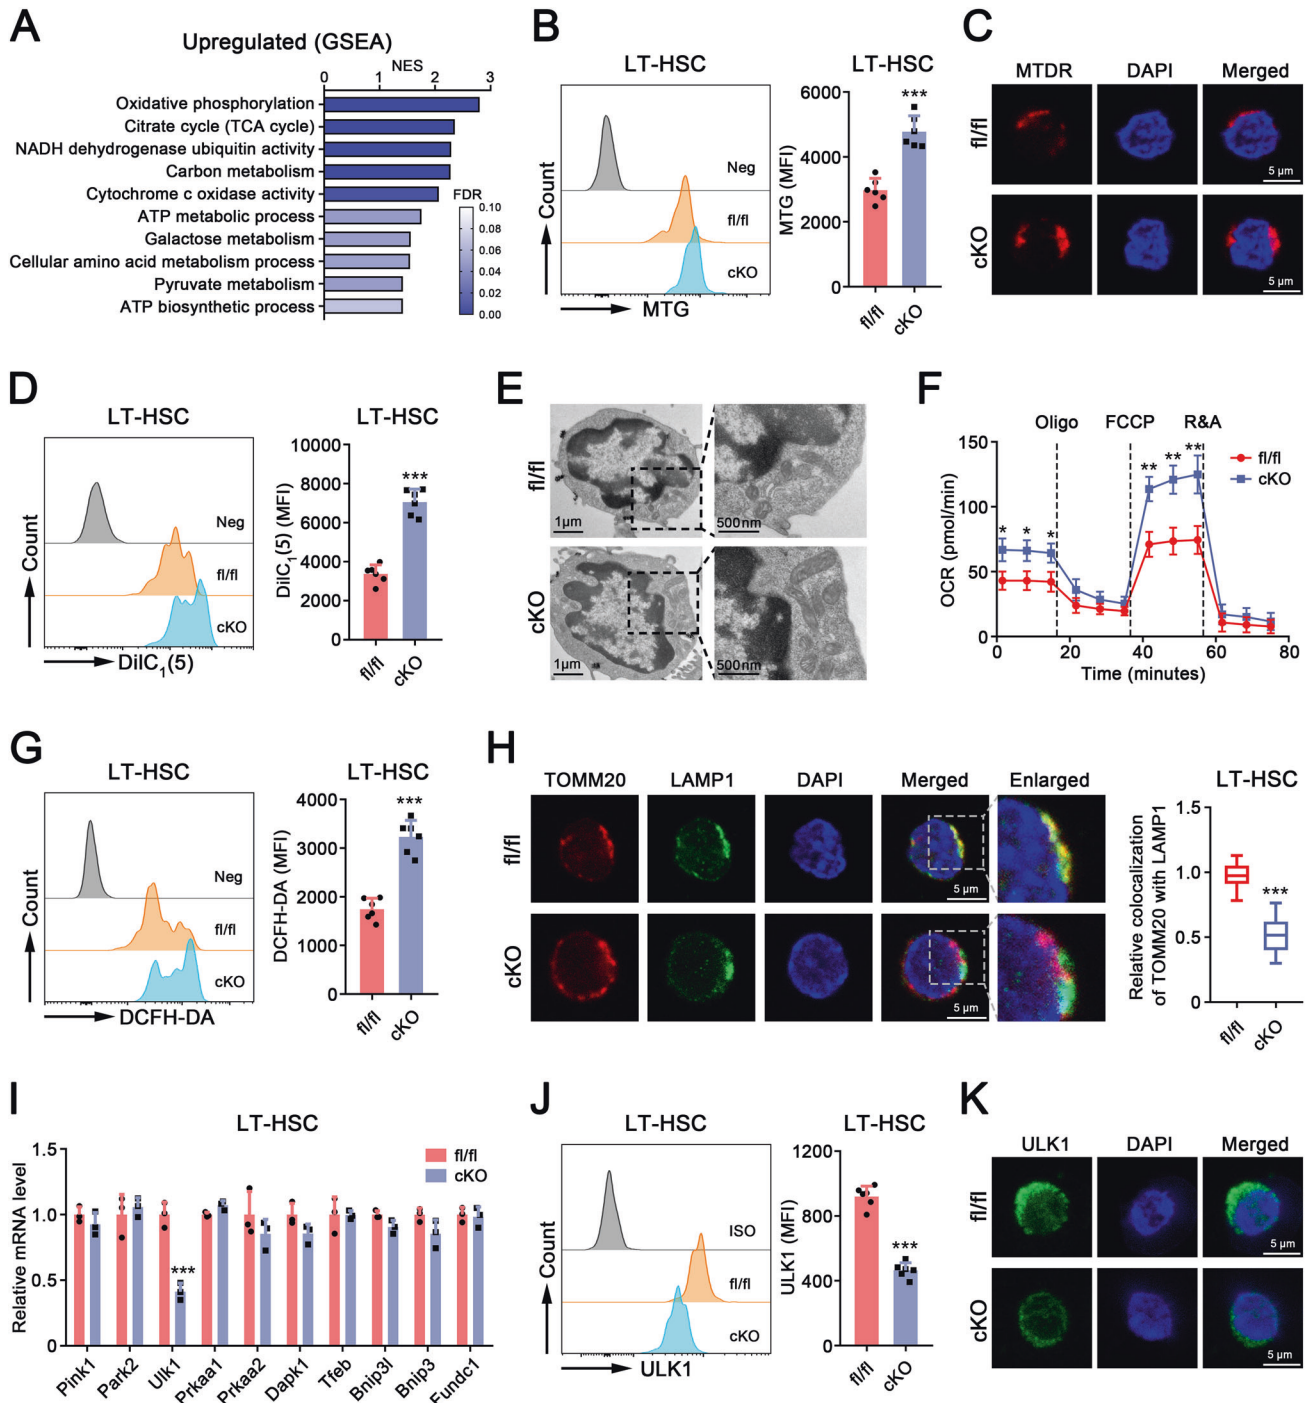 A
Upregulated (GSEA)
NES
0 1 2 3
Oxidative phosphorylation
Citrate cycle (TCA cycle)
NADH dehydrogenase ubiquitin activity
Carbon metabolism
Cytochrome c oxidase activity
ATP metabolic process
Galactose metabolism
Cellular amino acid metabolism process
Pyruvate metabolism
ATP biosynthetic process
FDR
0.10
0.08
0.06
0.04
0.02
0.00
B
LT-HSC
Count
Neg
fl/fl
cKO
MTG
LT-HSC
MTG (MFI)
6000
4000
2000
0
***
fl/fl
cKO
C
MTDR DAPI Merged
fl/fl
5 μm
cKO
5 μm
D
LT-HSC
Count
Neg
fl/fl
cKO
DilC1(5)
LT-HSC
DilC1(5) (MFI)
10000
8000
6000
4000
2000
0
***
fl/fl
cKO
E
fl/fl
1μm
500nm
cKO
1μm
500nm
F
Oligo FCCP R&A
OCR (pmol/min)
150
100
50
0
* * *
** ** **
fl/fl
cKO
0 20 40 60 80
Time (minutes)
G
LT-HSC
Count
Neg
fl/fl
cKO
DCFH-DA
LT-HSC
DCFH-DA (MFI)
4000
3000
2000
1000
0
***
fl/fl
cKO
H
TOMM20 LAMP1 DAPI Merged Enlarged
fl/fl
5 μm
cKO
5 μm
LT-HSC
Relative colocalization
of TOMM20 with LAMP1
1.5
1.0
0.5
0
***
fl/fl
cKO
I
LT-HSC
Relative mRNA level
1.5
1.0
0.5
0
fl/fl
cKO
***
Pink1 Park2 Ulk1 Prkaa1 Prkaa2 Dapk1 Tfeb Bnip3l Bnip3 Fundc1
J
LT-HSC
Count
ISO
fl/fl
cKO
ULK1
LT-HSC
ULK1 (MFI)
1200
800
400
0
***
fl/fl
cKO
K
ULK1 DAPI Merged
fl/fl
5 μm
cKO
5 μm